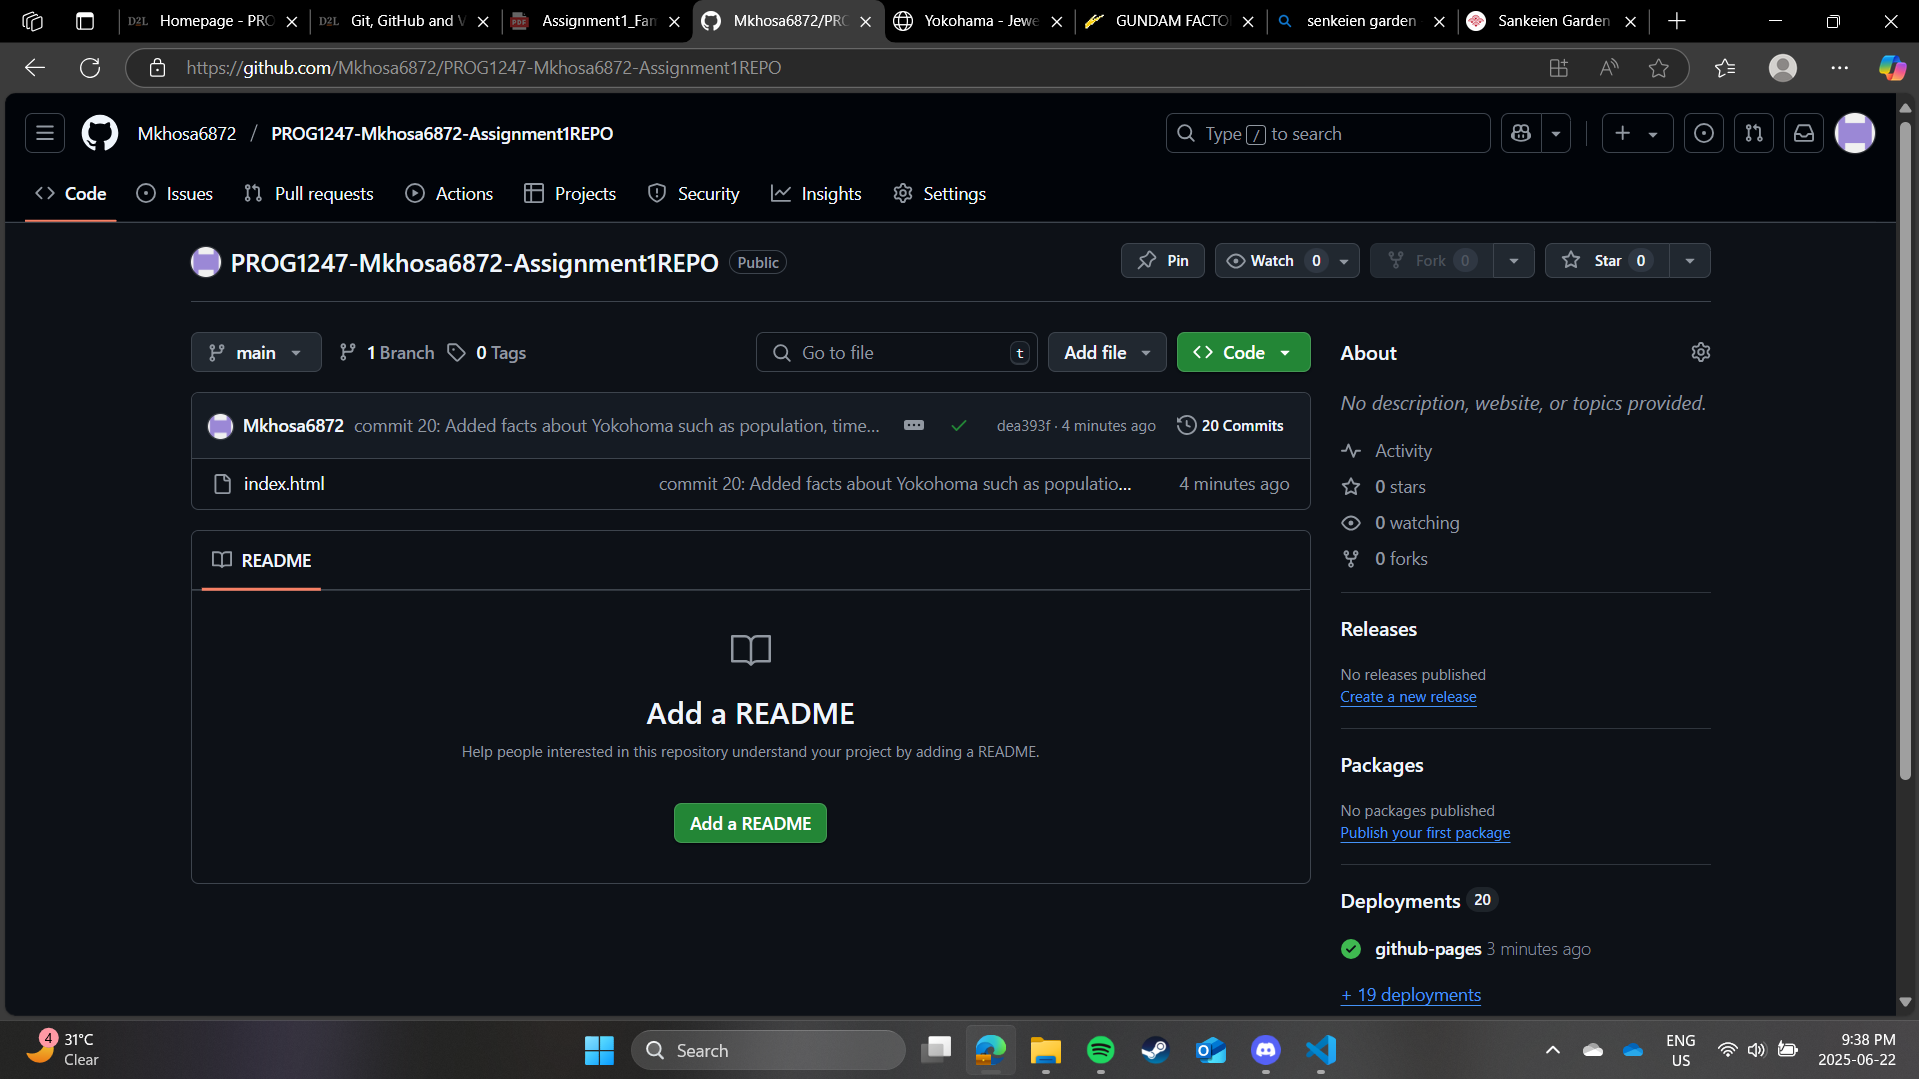 D2L Homepage - PRO
D2L Git, GitHub and V
PDF Assignment1_Fam
Mkhosa6872/PRO
Yokohama - Jewe
GUNDAM FACTO
senkeien garden
Sankeien Garden
https://github.com/Mkhosa6872/PROG1247-Mkhosa6872-Assignment1REPO
Mkhosa6872 / PROG1247-Mkhosa6872-Assignment1REPO
Type / to search
Code
Issues
Pull requests
Actions
Projects
Security
Insights
Settings
PROG1247-Mkhosa6872-Assignment1REPO Public
Pin
Watch 0
Fork 0
Star 0
main
1 Branch
0 Tags
Go to file t
Add file
Code
Mkhosa6872 commit 20: Added facts about Yokohoma such as population, time... dea393f · 4 minutes ago 20 Commits
index.html commit 20: Added facts about Yokohoma such as populatio... 4 minutes ago
README
Add a README
Help people interested in this repository understand your project by adding a README.
Add a README
About
No description, website, or topics provided.
Activity
0 stars
0 watching
0 forks
Releases
No releases published
Create a new release
Packages
No packages published
Publish your first package
Deployments 20
github-pages 3 minutes ago
+ 19 deployments
4
31°C
Clear
Search
ENG
US
9:38 PM
2025-06-22